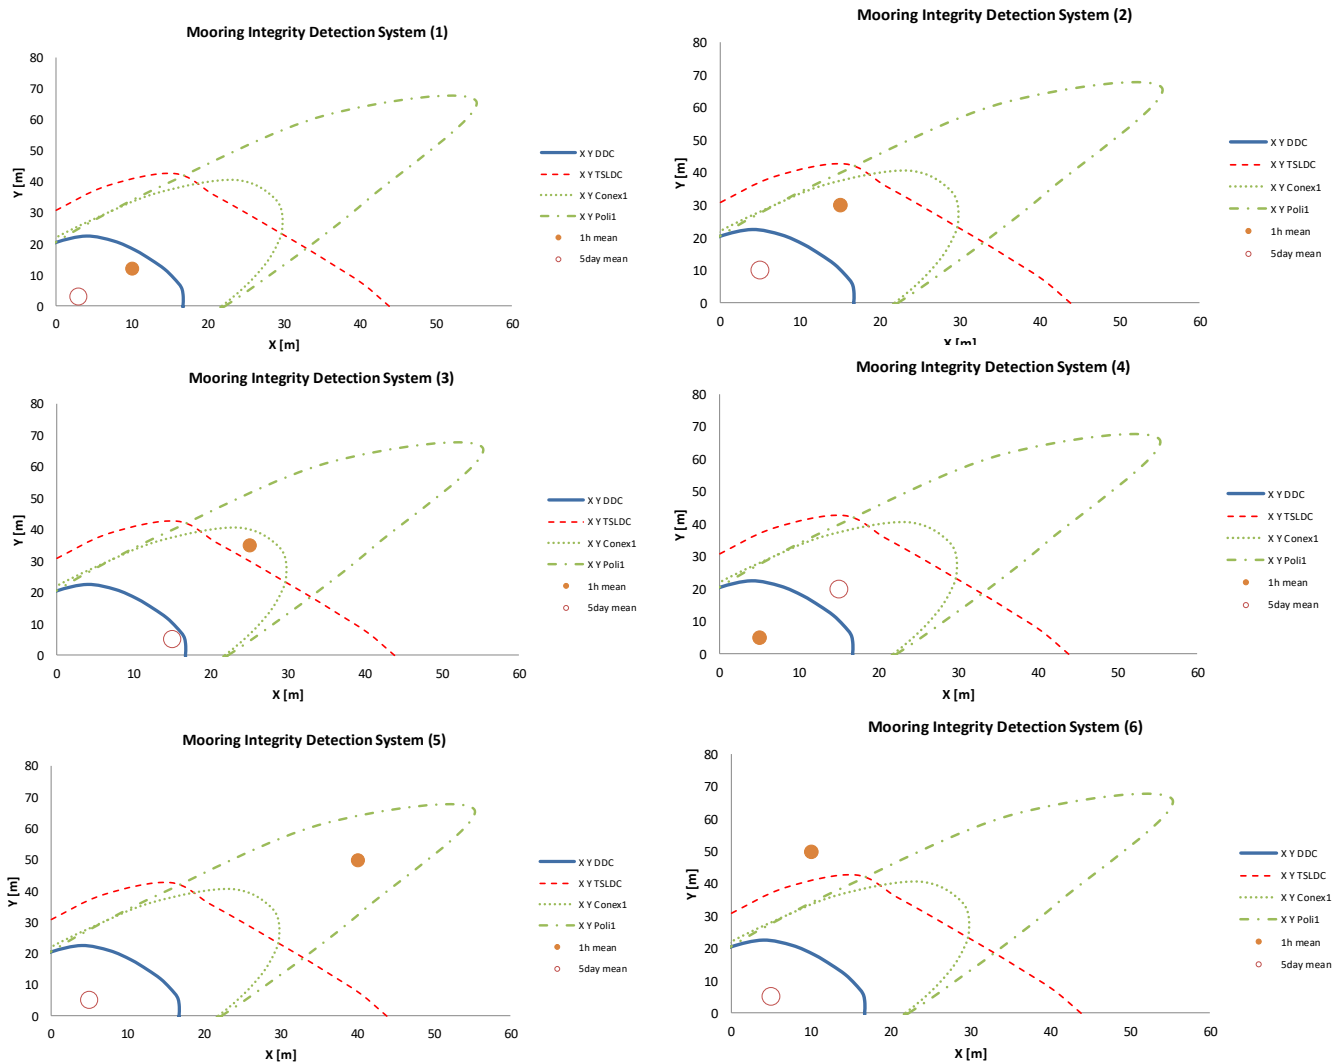 Mooring Integrity Detection System (1)
80
70
60
50
40
30
20
10
0
Y [m]
0 10 20 30 40 50 60
X [m]
X Y DDC
X Y TSLDC
X Y Conex1
X Y Poli1
1h mean
5day mean
Mooring Integrity Detection System (2)
80
70
60
50
40
30
20
10
0
Y [m]
0 10 20 30 40 50 60
X [m]
X Y DDC
X Y TSLDC
X Y Conex1
X Y Poli1
1h mean
5day mean
Mooring Integrity Detection System (3)
80
70
60
50
40
30
20
10
0
Y [m]
0 10 20 30 40 50 60
X [m]
X Y DDC
X Y TSLDC
X Y Conex1
X Y Poli1
1h mean
5day mean
Mooring Integrity Detection System (4)
80
70
60
50
40
30
20
10
0
Y [m]
0 10 20 30 40 50 60
X [m]
X Y DDC
X Y TSLDC
X Y Conex1
X Y Poli1
1h mean
5day mean
Mooring Integrity Detection System (5)
80
70
60
50
40
30
20
10
0
Y [m]
0 10 20 30 40 50 60
X [m]
X Y DDC
X Y TSLDC
X Y Conex1
X Y Poli1
1h mean
5day mean
Mooring Integrity Detection System (6)
80
70
60
50
40
30
20
10
0
Y [m]
0 10 20 30 40 50 60
X [m]
X Y DDC
X Y TSLDC
X Y Conex1
X Y Poli1
1h mean
5day mean